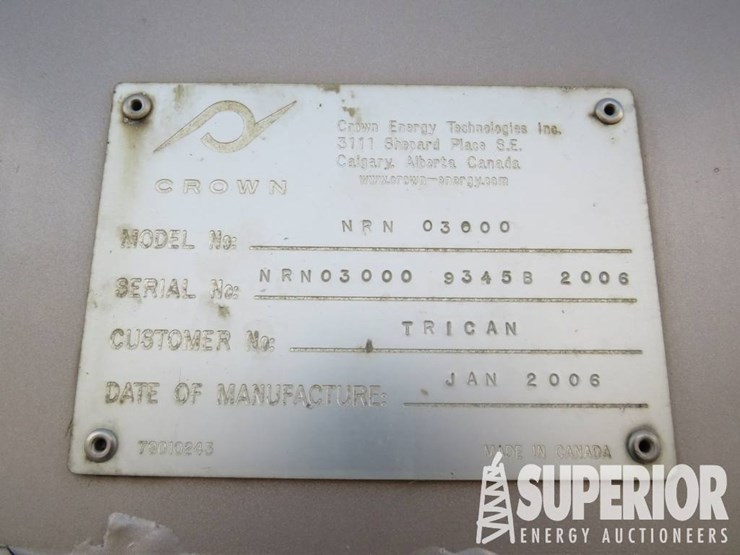 CROWN
Crown Energy Technologies Inc.
3111 Shepard Place S.E.
Calgary, Alberta Canada
www.crown-energy.com
MODEL No: NRN 03000
SERIAL No: NRN03000 9345B 2006
CUSTOMER No: TRICAN
DATE OF MANUFACTURE: JAN 2006
MADE IN CANADA
SUPERIOR
ENERGY AUCTIONEERS